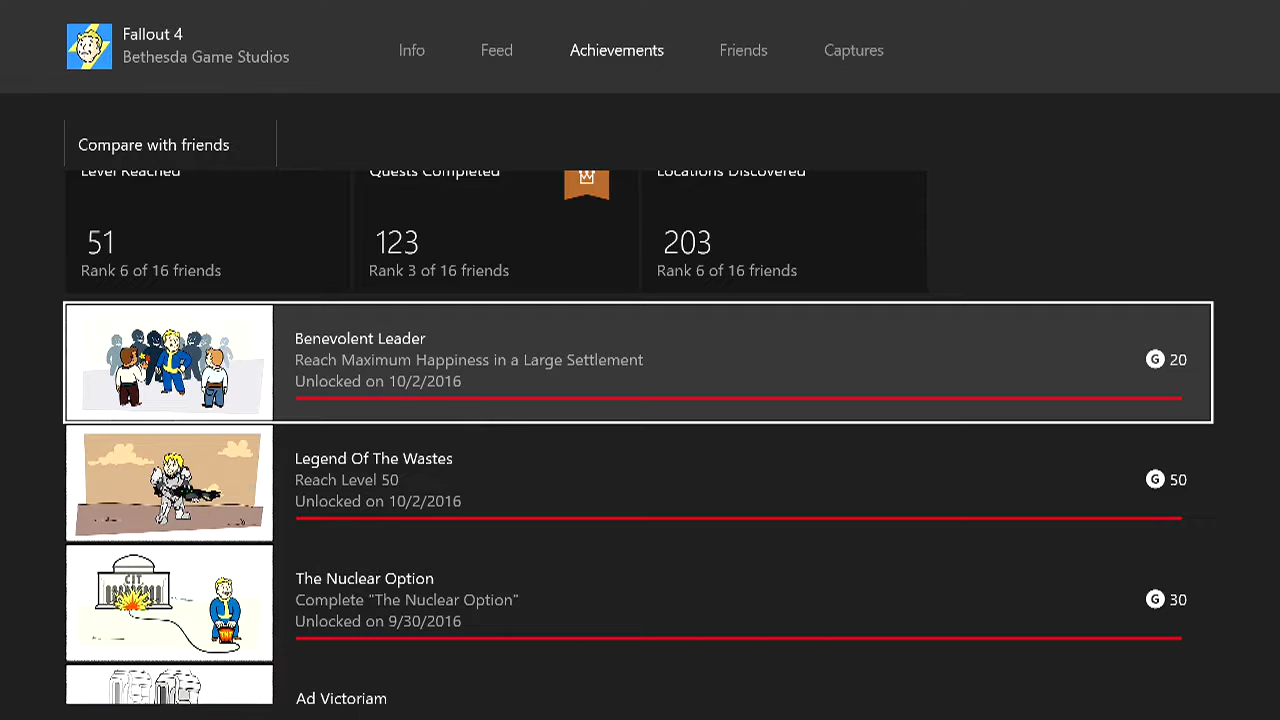 Fallout 4
Bethesda Game Studios
Info
Feed
Achievements
Friends
Captures
Compare with friends
Level Reached
Quests Completed
Locations Discovered
51
123
203
Rank 6 of 16 friends
Rank 3 of 16 friends
Rank 6 of 16 friends
Benevolent Leader
Reach Maximum Happiness in a Large Settlement
Unlocked on 10/2/2016
G 20
Legend Of The Wastes
Reach Level 50
Unlocked on 10/2/2016
G 50
C.I.T.
TNT
The Nuclear Option
Complete "The Nuclear Option"
Unlocked on 9/30/2016
G 30
Ad Victoriam